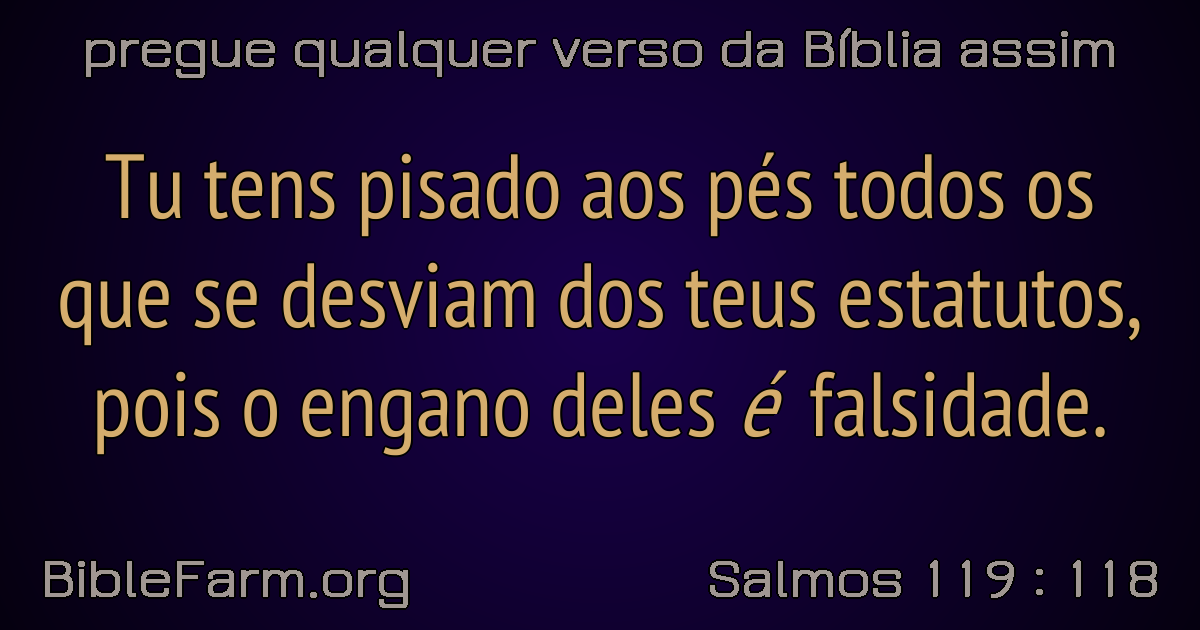 pregue qualquer verso da Bíblia assim
Tu tens pisado aos pés todos os
que se desviam dos teus estatutos,
pois o engano deles é falsidade.
BibleFarm.org
Salmos 119 : 118